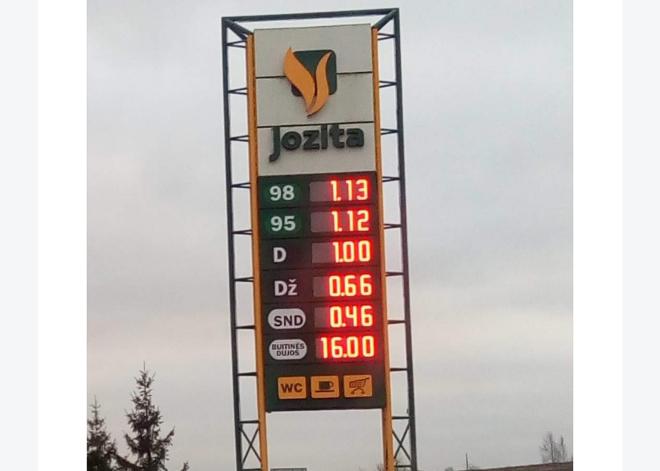 Jozita
98 1.13
95 1.12
D 1.00
Dž 0.66
SND 0.46
BUITINĖS
DUJOS 16.00
WC